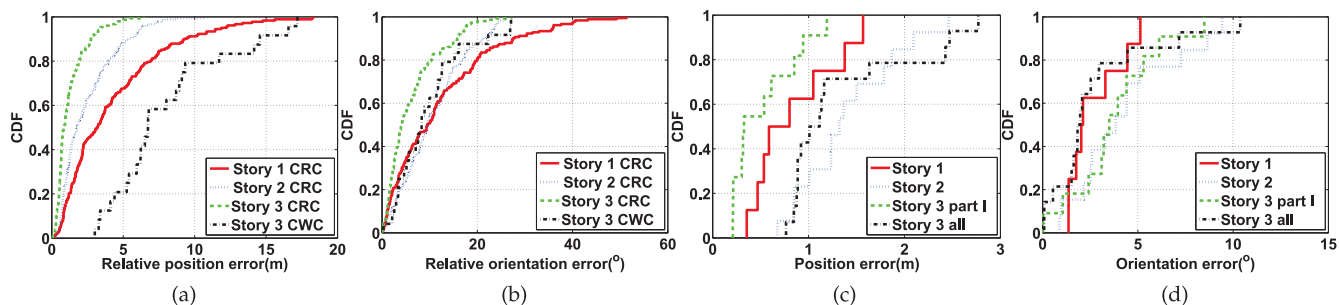 CDF
1
0.8
0.6
0.4
0.2
0
0 5 10 15 20
Relative position error(m)
Story 1 CRC
Story 2 CRC
Story 3 CRC
Story 3 CWC
(a)
CDF
1
0.8
0.6
0.4
0.2
0
0 20 40 60
Relative orientation error(°)
Story 1 CRC
Story 2 CRC
Story 3 CRC
Story 3 CWC
(b)
CDF
1
0.8
0.6
0.4
0.2
0
0 1 2 3
Position error(m)
Story 1
Story 2
Story 3 part I
Story 3 all
(c)
CDF
1
0.8
0.6
0.4
0.2
0
0 5 10 15
Orientation error(°)
Story 1
Story 2
Story 3 part I
Story 3 all
(d)